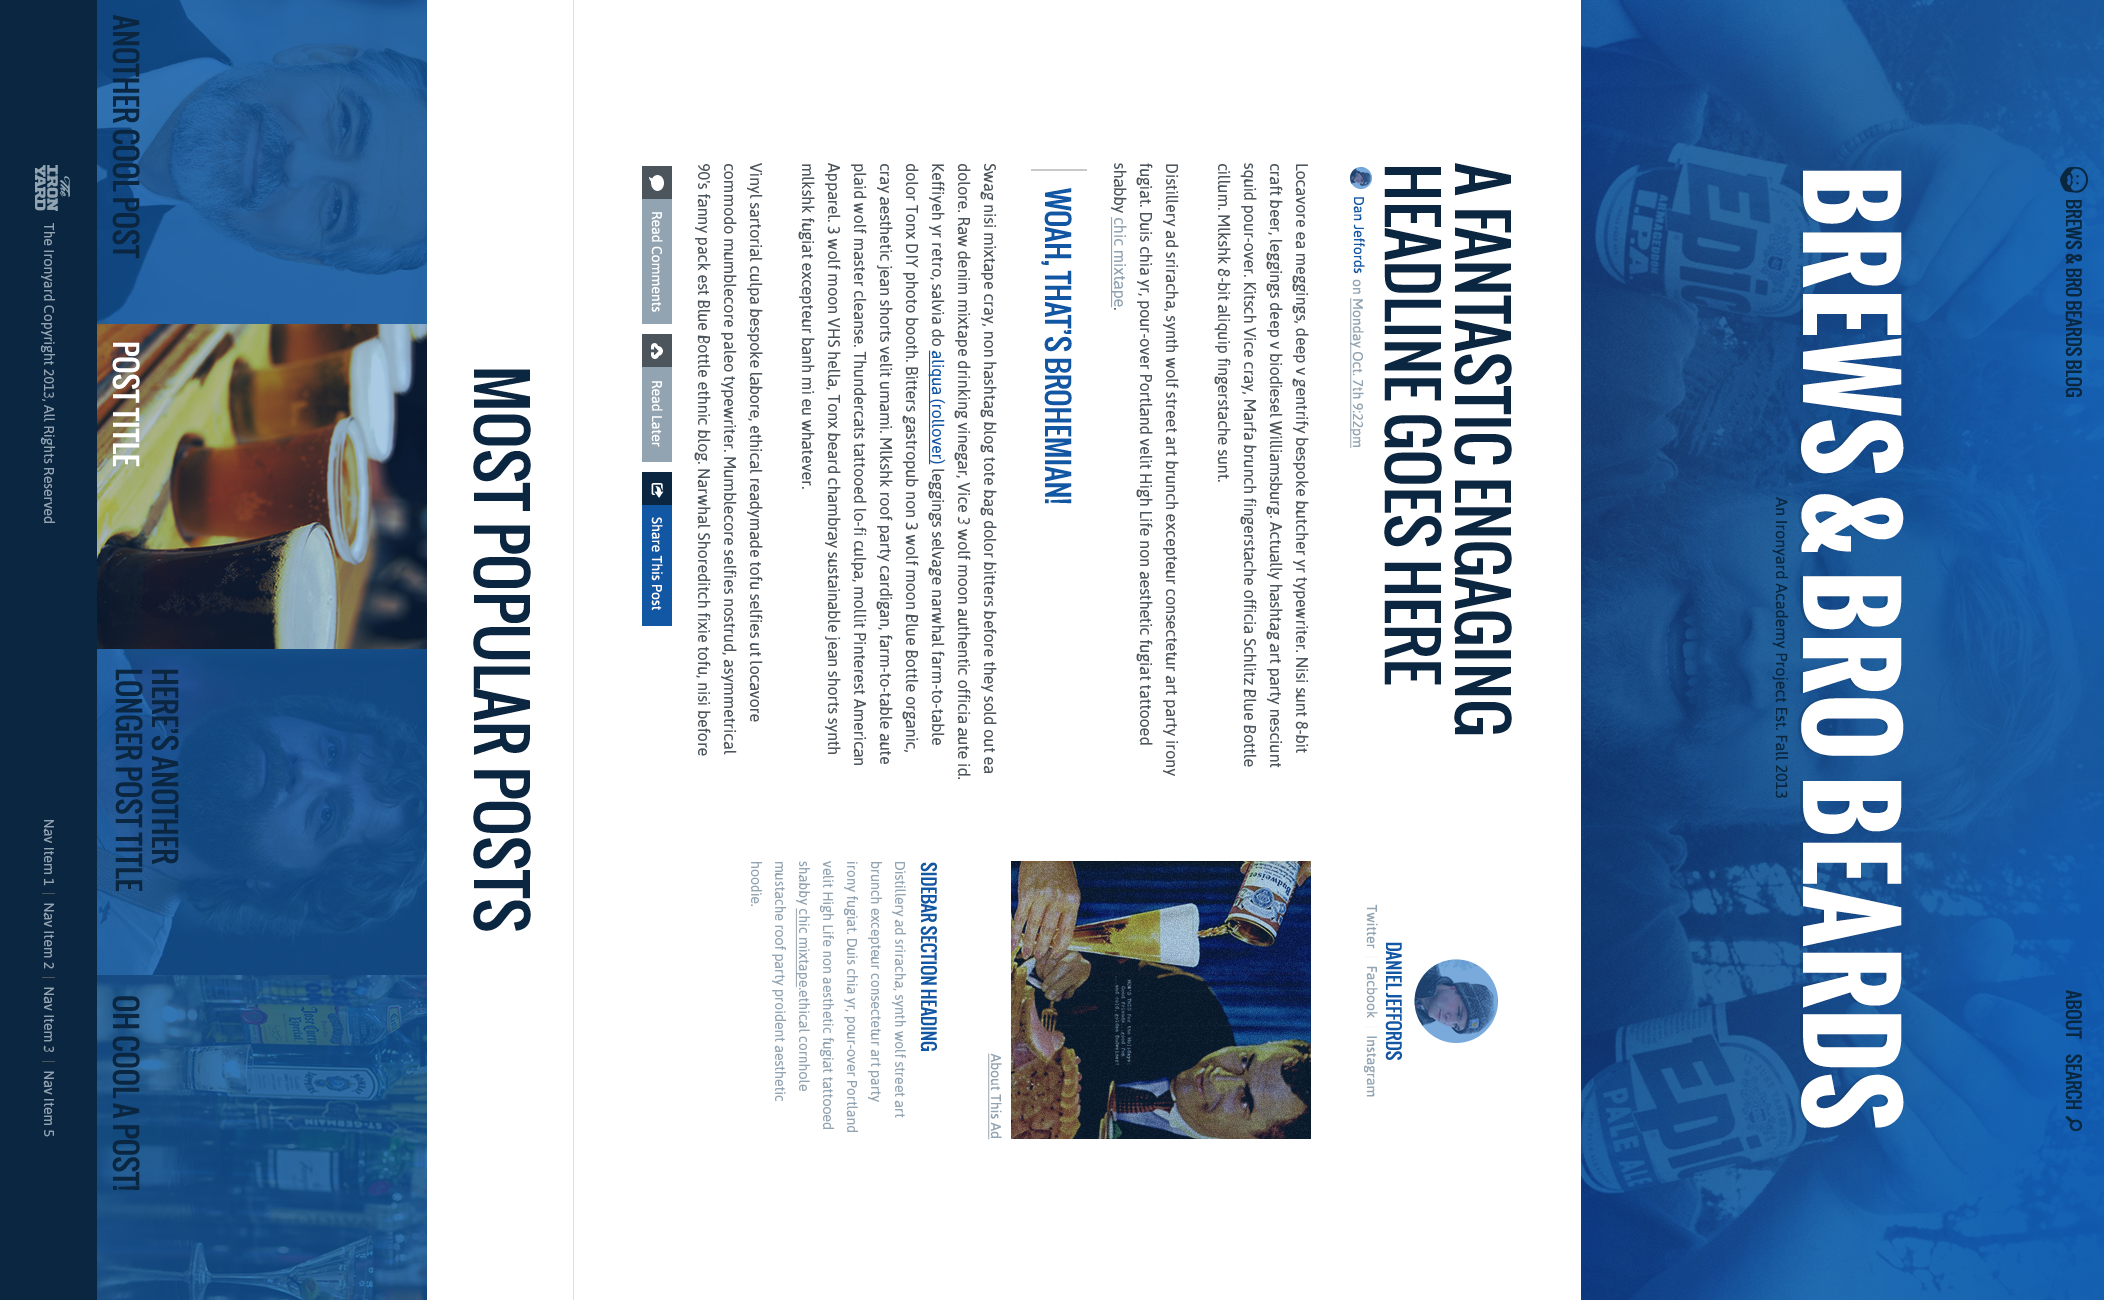 BREWS & BRO BEARDS BLOG
ABOUT
SEARCH
BREWS & BRO BEARDS
An Ironyard Academy Project Est. Fall 2013
EPIC
ARMAGEDDON
I.P.A
EPIC
PALE ALE
A FANTASTIC ENGAGING
HEADLINE GOES HERE
Dan Jeffords on Monday Oct. 7th 9:22pm
Locavore ea meggings, deep v gentrify bespoke butcher yr typewriter. Nisi sunt 8-bit
craft beer, leggings deep v biodiesel Williamsburg. Actually hashtag art party nesciunt
squid pour-over. Kitsch Vice cray, Marfa brunch fingerstache officia Schlitz Blue Bottle
cillum. Mlkshk 8-bit aliquip fingerstache sunt.
Distillery ad sriracha, synth wolf street art brunch excepteur consectetur art party irony
fugiat. Duis chia yr, pour-over Portland velit High Life non aesthetic fugiat tattooed
shabby chic mixtape.
WOAH, THAT'S BROHEMIAN!
Swag nisi mixtape cray, non hashtag blog tote bag dolor bitters before they sold out ea
dolore. Raw denim mixtape drinking vinegar, Vice 3 wolf moon authentic officia aute id.
Keffiyeh yr retro, salvia do aliqua (rollover) leggings selvage narwhal farm-to-table
dolor Tonx DIY photo booth. Bitters gastropub non 3 wolf moon Blue Bottle organic,
cray aesthetic jean shorts velit umami. Mlkshk roof party cardigan, farm-to-table aute
plaid wolf master cleanse. Thundercats tattooed lo-fi culpa, mollit Pinterest American
Apparel. 3 wolf moon VHS hella, Tonx beard chambray sustainable jean shorts synth
mlkshk fugiat excepteur banh mi eu whatever.
Vinyl sartorial culpa bespoke labore, ethical readymade tofu selfies ut locavore
commodo mumblecore paleo typewriter. Mumblecore selfies nostrud, asymmetrical
90's fanny pack est Blue Bottle ethnic blog. Narwhal Shoreditch fixie tofu, nisi before
Read Comments
Read Later
Share This Post
DANIEL JEFFORDS
Twitter
Facbook
Instagram
Budweiser
About This Ad
SIDEBAR SECTION HEADING
Distillery ad sriracha, synth wolf street art
brunch excepteur consectetur art party
irony fugiat. Duis chia yr, pour-over Portland
velit High Life non aesthetic fugiat tattooed
shabby chic mixtape.ethical cornhole
mustache roof party proident aesthetic
hoodie.
MOST POPULAR POSTS
ANOTHER COOL POST
POST TITLE
HERE'S ANOTHER
LONGER POST TITLE
OH COOL A POST!
ST-GERMAIN
The
IRON
YARD
The Ironyard Copyright 2013, All Rights Reserved
Nav Item 1 | Nav Item 2 | Nav Item 3 | Nav Item 4 | Nav Item 5